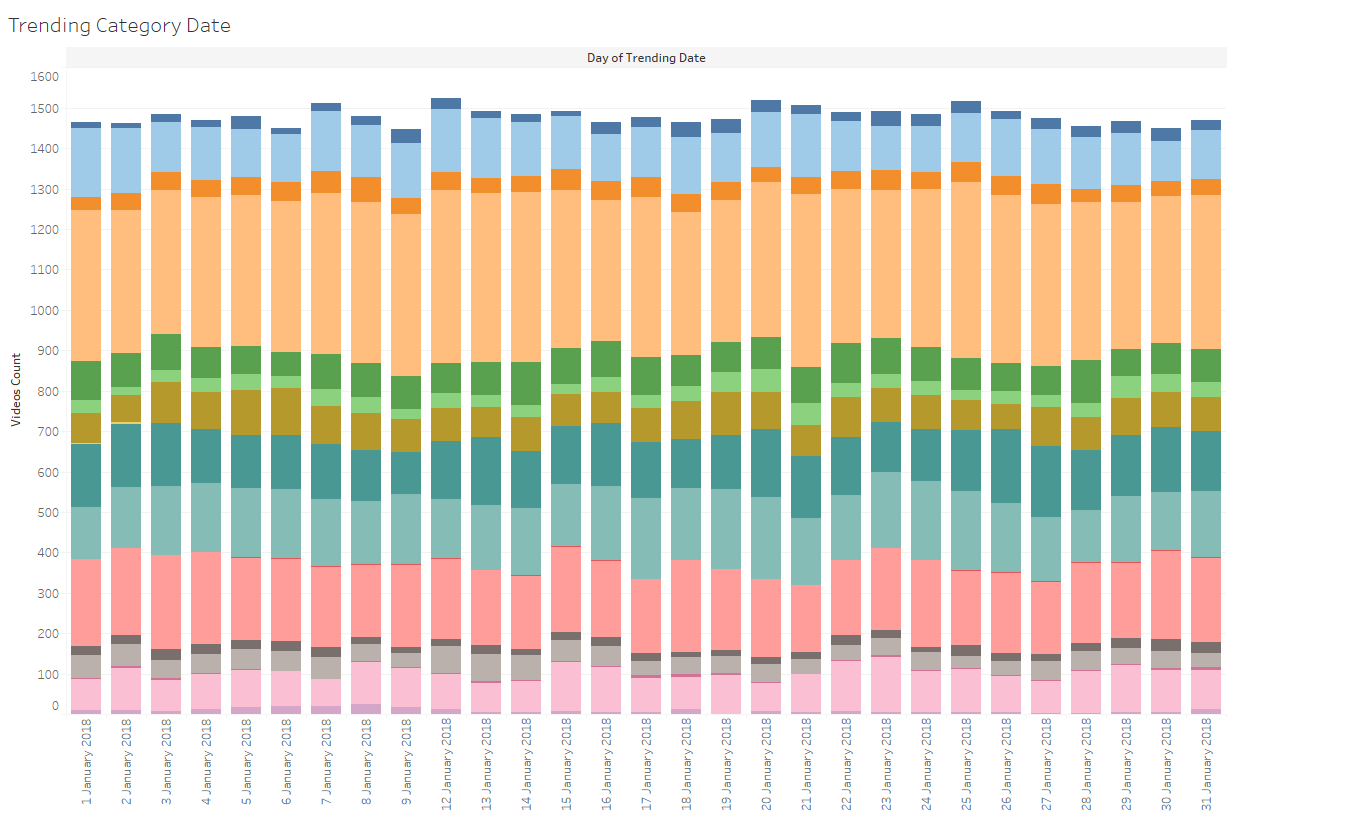 Trending Category Date
Day of Trending Date
1600
1500
1400
1300
1200
1100
1000
900
800
700
600
500
400
300
200
100
0
Videos Count
1 January 2018
2 January 2018
3 January 2018
4 January 2018
5 January 2018
6 January 2018
7 January 2018
8 January 2018
9 January 2018
12 January 2018
13 January 2018
14 January 2018
15 January 2018
16 January 2018
17 January 2018
18 January 2018
19 January 2018
20 January 2018
21 January 2018
22 January 2018
23 January 2018
24 January 2018
25 January 2018
26 January 2018
27 January 2018
28 January 2018
29 January 2018
30 January 2018
31 January 2018